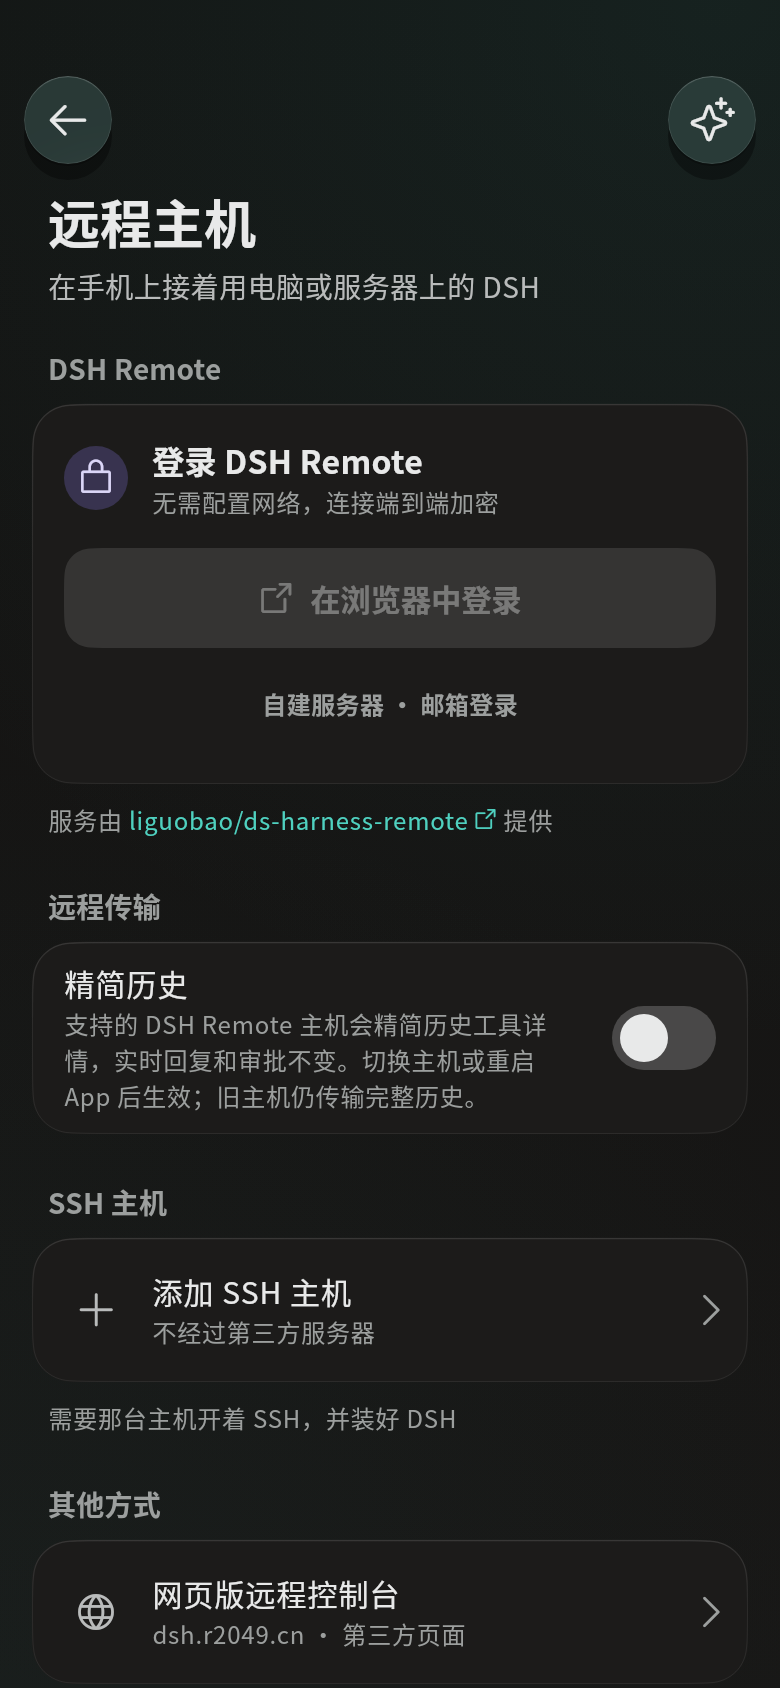 远程主机
在手机上接着用电脑或服务器上的 DSH
DSH Remote
登录 DSH Remote
无需配置网络，连接端到端加密
在浏览器中登录
自建服务器 · 邮箱登录
服务由 liguobao/ds-harness-remote 提供
远程传输
精简历史
支持的 DSH Remote 主机会精简历史工具详
情，实时回复和审批不变。切换主机或重启
App 后生效；旧主机仍传输完整历史。
SSH 主机
添加 SSH 主机
不经过第三方服务器
需要那台主机开着 SSH，并装好 DSH
其他方式
网页版远程控制台
dsh.r2049.cn · 第三方页面